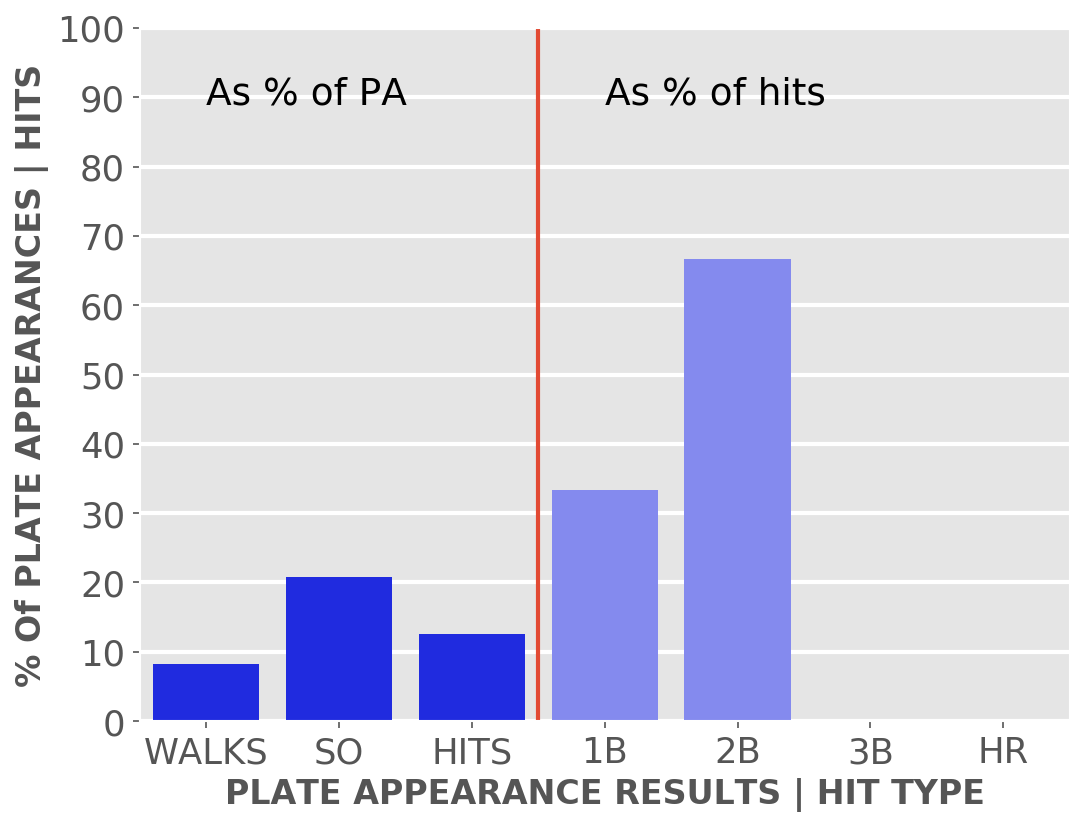 100
90
80
70
60
50
40
30
20
10
0
% Of PLATE APPEARANCES | HITS
As % of PA
As % of hits
WALKS SO HITS 1B 2B 3B HR
PLATE APPEARANCE RESULTS | HIT TYPE